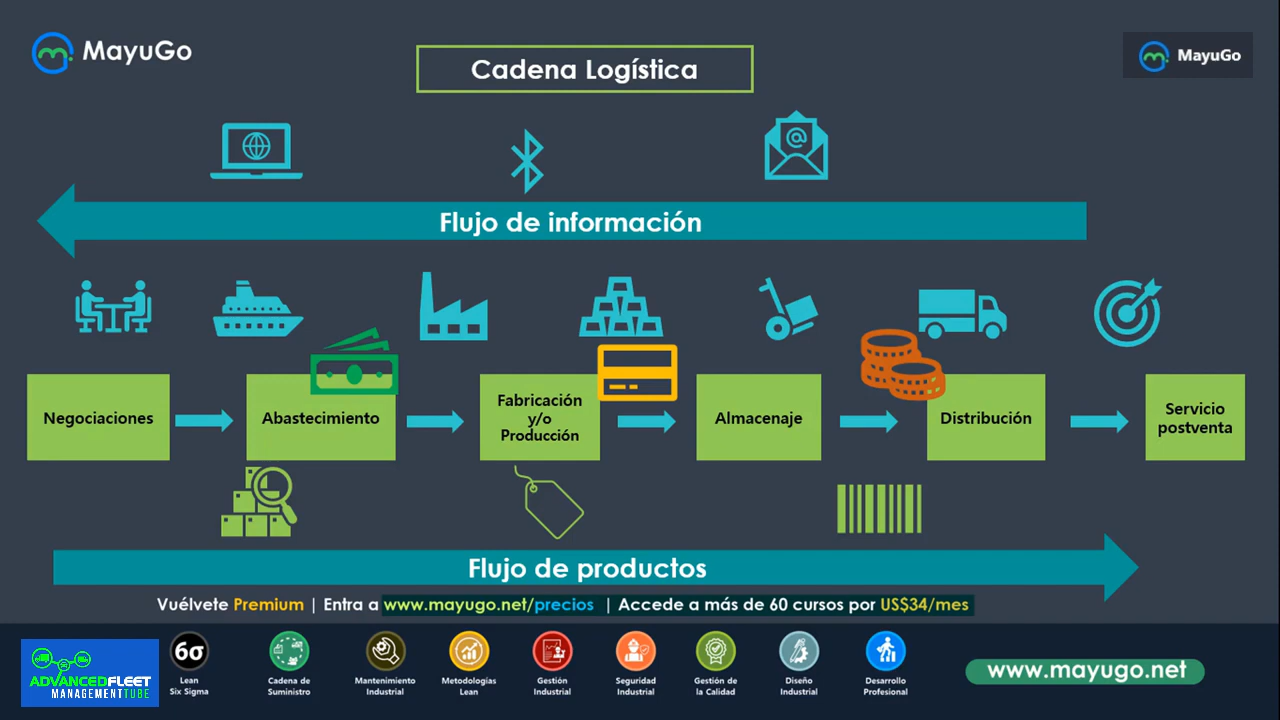 MayuGo
Cadena Logística
MayuGo
Flujo de información
Negociaciones
Abastecimiento
Fabricación
y/o
Producción
Almacenaje
Distribución
Servicio
postventa
Flujo de productos
Vuélvete Premium | Entra a www.mayugo.net/precios | Accede a más de 60 cursos por US$34/mes
ADVANCEDFLEET
MANAGEMENTTUBE
6σ
Lean
Six Sigma
Cadena de
Suministro
Mantenimiento
Industrial
Metodologías
Lean
Gestión
Industrial
Seguridad
Industrial
Gestión de
la Calidad
Diseño
Industrial
Desarrollo
Profesional
www.mayugo.net